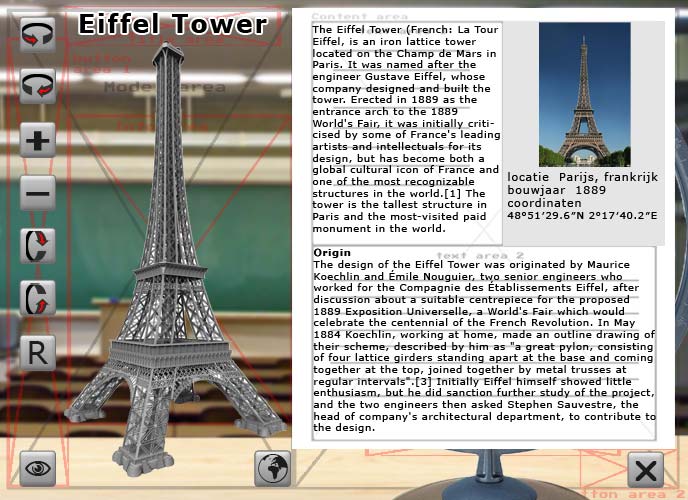 Eiffel Tower
Content area
button
area 1
The Eiffel Tower (French: La Tour
Eiffel, is an iron lattice tower
located on the Champ de Mars in
Paris. It was named after the
engineer Gustave Eiffel, whose
company designed and built the
tower. Erected in 1889 as the
entrance arch to the 1889
World's Fair, it was initially criti-
cised by some of France's leading
artists and intellectuals for its
design, but has become both a
global cultural icon of France and
one of the most recognizable
structures in the world.[1] The
tower is the tallest structure in
Paris and the most-visited paid
monument in the world.
locatie Parijs, frankrijk
bouwjaar 1889
coordinaten
48°51′29.6″N 2°17′40.2″E
text area 2
Origin
The design of the Eiffel Tower was originated by Maurice
Koechlin and Émile Nouguier, two senior engineers who
worked for the Compagnie des Établissements Eiffel, after
discussion about a suitable centrepiece for the proposed
1889 Exposition Universelle, a World's Fair which would
celebrate the centennial of the French Revolution. In May
1884 Koechlin, working at home, made an outline drawing of
their scheme, described by him as "a great pylon, consisting
of four lattice girders standing apart at the base and coming
together at the top, joined together by metal trusses at
regular intervals".[3] Initially Eiffel himself showed little
enthusiasm, but he did sanction further study of the project,
and the two engineers then asked Stephen Sauvestre, the
head of company's architectural department, to contribute to
the design.
R
area 2